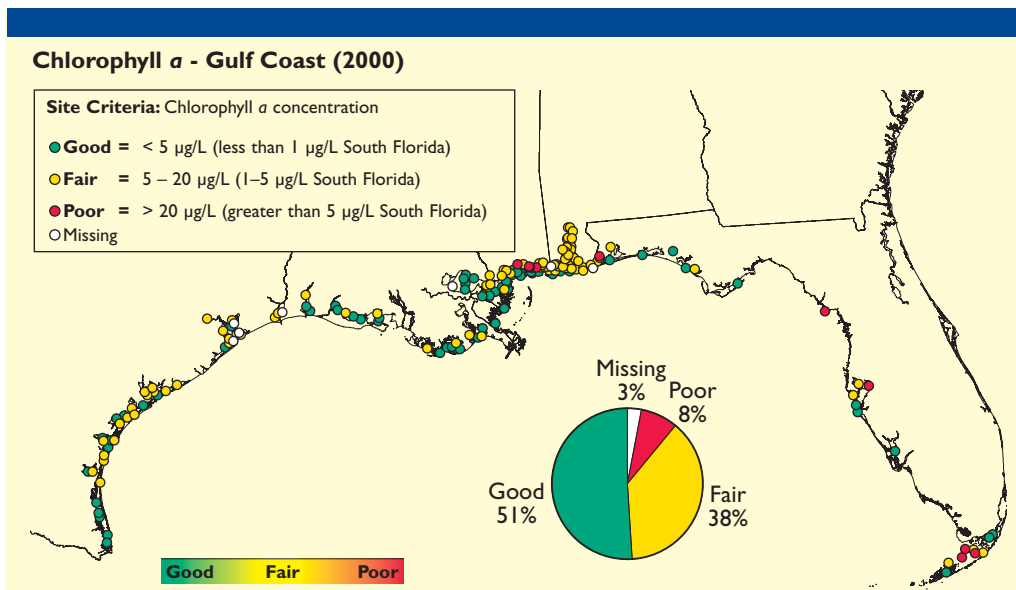 Chlorophyll a - Gulf Coast (2000)
Site Criteria: Chlorophyll a concentration
Good = < 5 µg/L (less than 1 µg/L South Florida)
Fair = 5 – 20 µg/L (1–5 µg/L South Florida)
Poor = > 20 µg/L (greater than 5 µg/L South Florida)
Missing
Missing
3%
Poor
8%
Good
51%
Fair
38%
Good Fair Poor